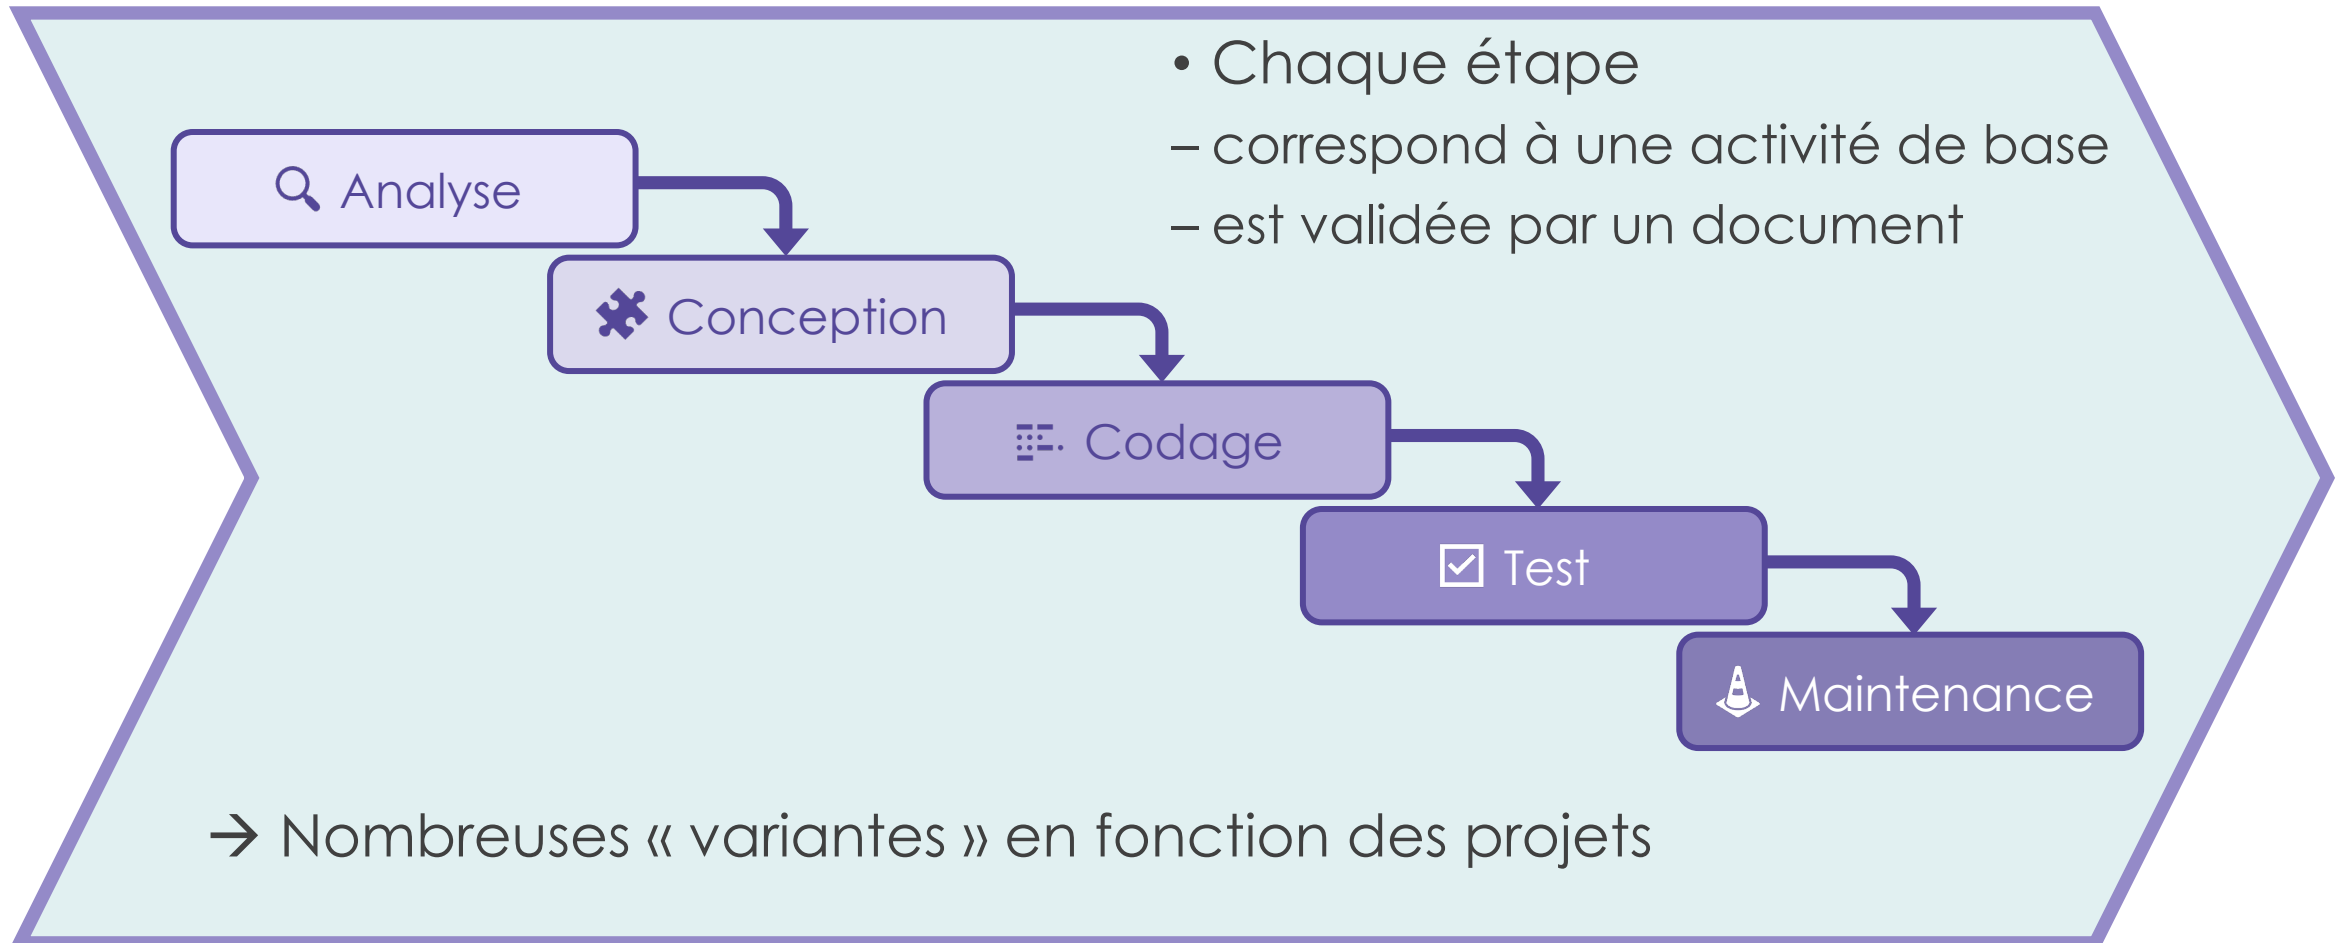 • Chaque étape
– correspond à une activité de base
– est validée par un document
Analyse
Conception
Codage
Test
Maintenance
→ Nombreuses « variantes » en fonction des projets